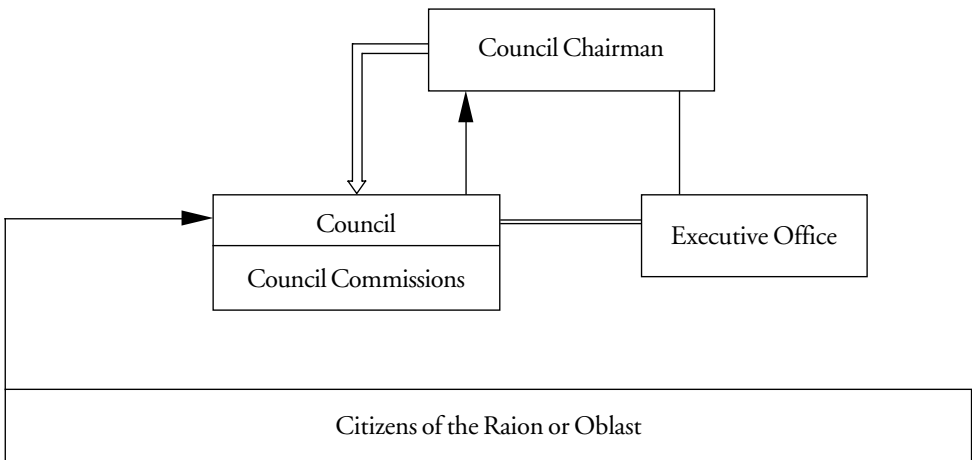 Council Chairman
Council
Executive Office
Council Commissions
Citizens of the Raion or Oblast